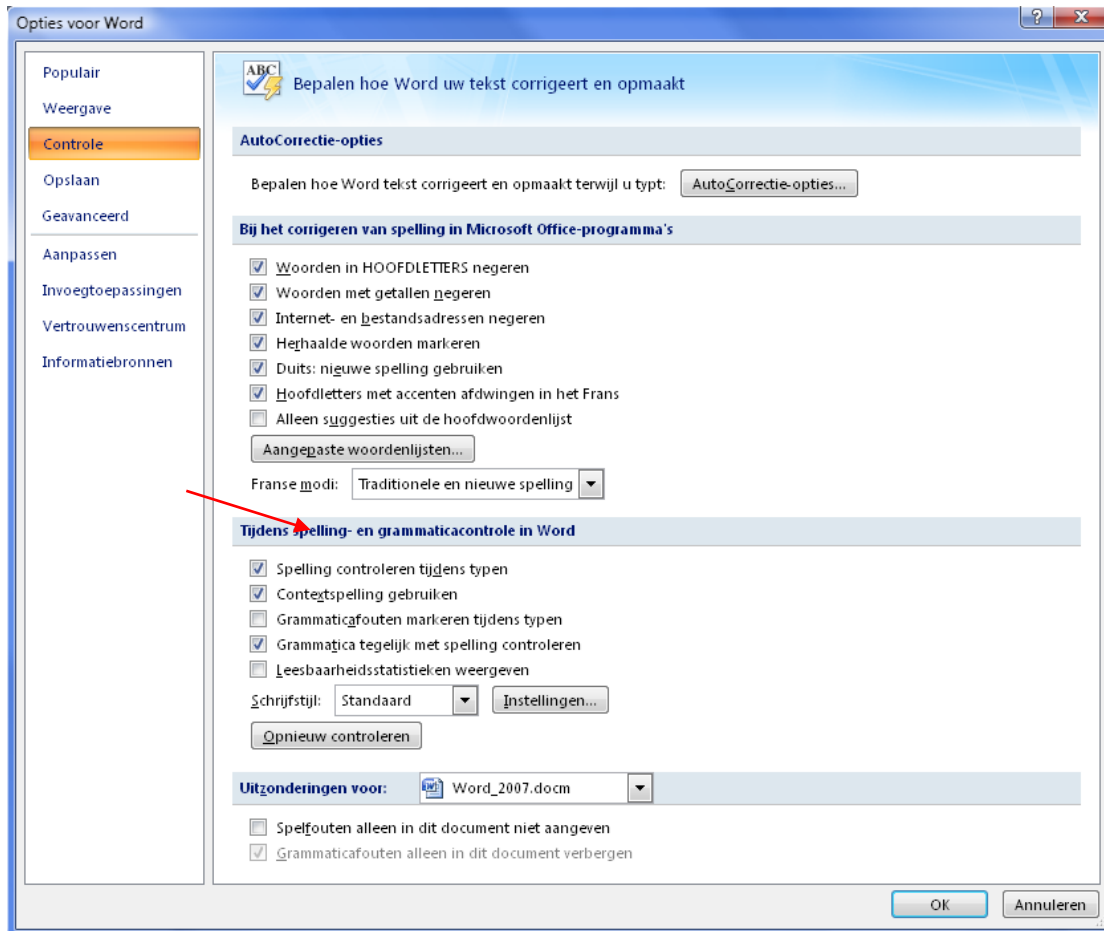 Opties voor Word
Populair
Weergave
Controle
Opslaan
Geavanceerd
Aanpassen
Invoegtoepassingen
Vertrouwenscentrum
Informatiebronnen
ABC
Bepalen hoe Word uw tekst corrigeert en opmaakt
AutoCorrectie-opties
Bepalen hoe Word tekst corrigeert en opmaakt terwijl u typt: AutoCorrectie-opties...
Bij het corrigeren van spelling in Microsoft Office-programma's
Woorden in HOOFDLETTERS negeren
Woorden met getallen negeren
Internet- en bestandsadressen negeren
Herhaalde woorden markeren
Duits: nieuwe spelling gebruiken
Hoofdletters met accenten afdwingen in het Frans
Alleen suggesties uit de hoofdwoordenlijst
Aangepaste woordenlijsten...
Franse modi: Traditionele en nieuwe spelling
Tijdens spelling- en grammaticacontrole in Word
Spelling controleren tijdens typen
Contextspelling gebruiken
Grammaticafouten markeren tijdens typen
Grammatica tegelijk met spelling controleren
Leesbaarheidsstatistieken weergeven
Schrijfstijl: Standaard Instellingen...
Opnieuw controleren
Uitzonderingen voor: Word_2007.docm
Spelfouten alleen in dit document niet aangeven
Grammaticafouten alleen in dit document verbergen
OK Annuleren